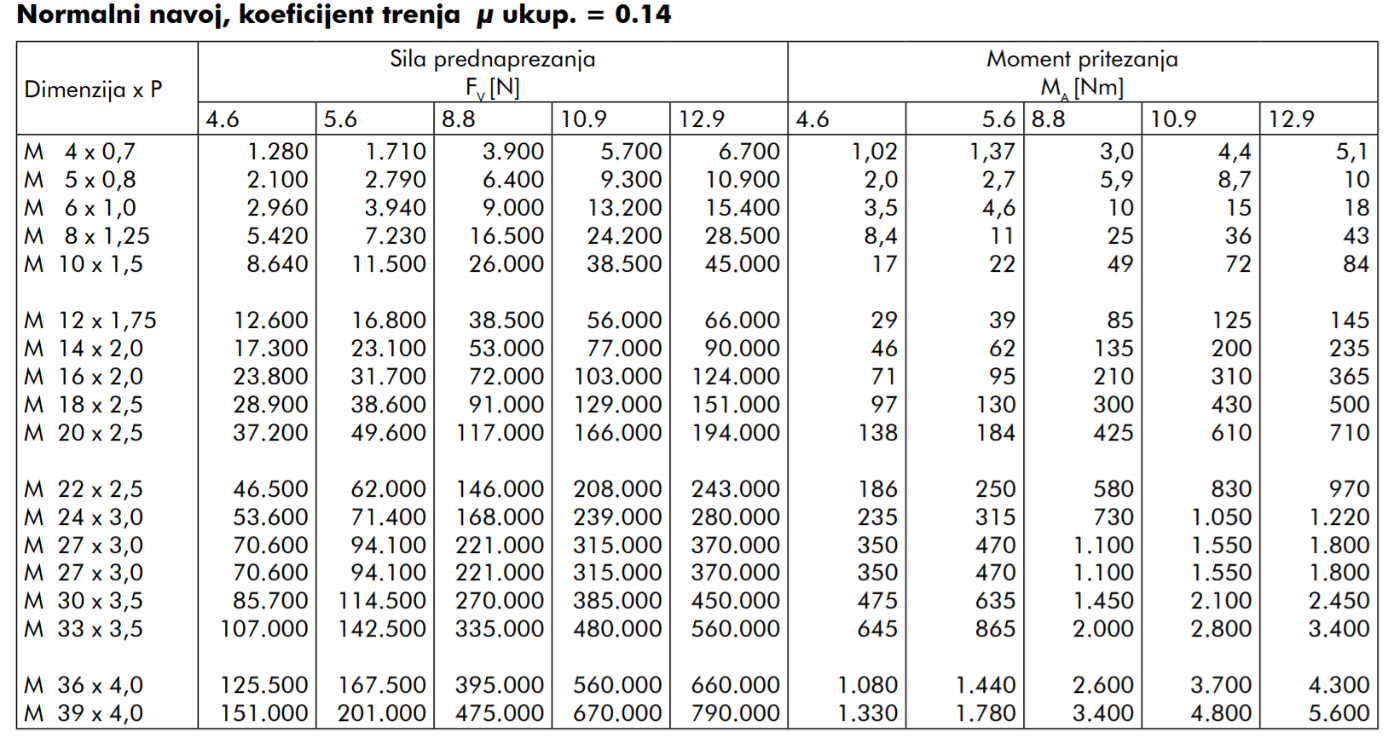 Normalni navoj, koeficijent trenja μ ukup. = 0.14
Dimenzija x P Sila prednaprezanja F_V [N] Moment pritezanja M_A [Nm]
4.6 5.6 8.8 10.9 12.9 4.6 5.6 8.8 10.9 12.9
M 4 x 0,7 1.280 1.710 3.900 5.700 6.700 1,02 1,37 3,0 4,4 5,1
M 5 x 0,8 2.100 2.790 6.400 9.300 10.900 2,0 2,7 5,9 8,7 10
M 6 x 1,0 2.960 3.940 9.000 13.200 15.400 3,5 4,6 10 15 18
M 8 x 1,25 5.420 7.230 16.500 24.200 28.500 8,4 11 25 36 43
M 10 x 1,5 8.640 11.500 26.000 38.500 45.000 17 22 49 72 84
M 12 x 1,75 12.600 16.800 38.500 56.000 66.000 29 39 85 125 145
M 14 x 2,0 17.300 23.100 53.000 77.000 90.000 46 62 135 200 235
M 16 x 2,0 23.800 31.700 72.000 103.000 124.000 71 95 210 310 365
M 18 x 2,5 28.900 38.600 91.000 129.000 151.000 97 130 300 430 500
M 20 x 2,5 37.200 49.600 117.000 166.000 194.000 138 184 425 610 710
M 22 x 2,5 46.500 62.000 146.000 208.000 243.000 186 250 580 830 970
M 24 x 3,0 53.600 71.400 168.000 239.000 280.000 235 315 730 1.050 1.220
M 27 x 3,0 70.600 94.100 221.000 315.000 370.000 350 470 1.100 1.550 1.800
M 27 x 3,0 70.600 94.100 221.000 315.000 370.000 350 470 1.100 1.550 1.800
M 30 x 3,5 85.700 114.500 270.000 385.000 450.000 475 635 1.450 2.100 2.450
M 33 x 3,5 107.000 142.500 335.000 480.000 560.000 645 865 2.000 2.800 3.400
M 36 x 4,0 125.500 167.500 395.000 560.000 660.000 1.080 1.440 2.600 3.700 4.300
M 39 x 4,0 151.000 201.000 475.000 670.000 790.000 1.330 1.780 3.400 4.800 5.600